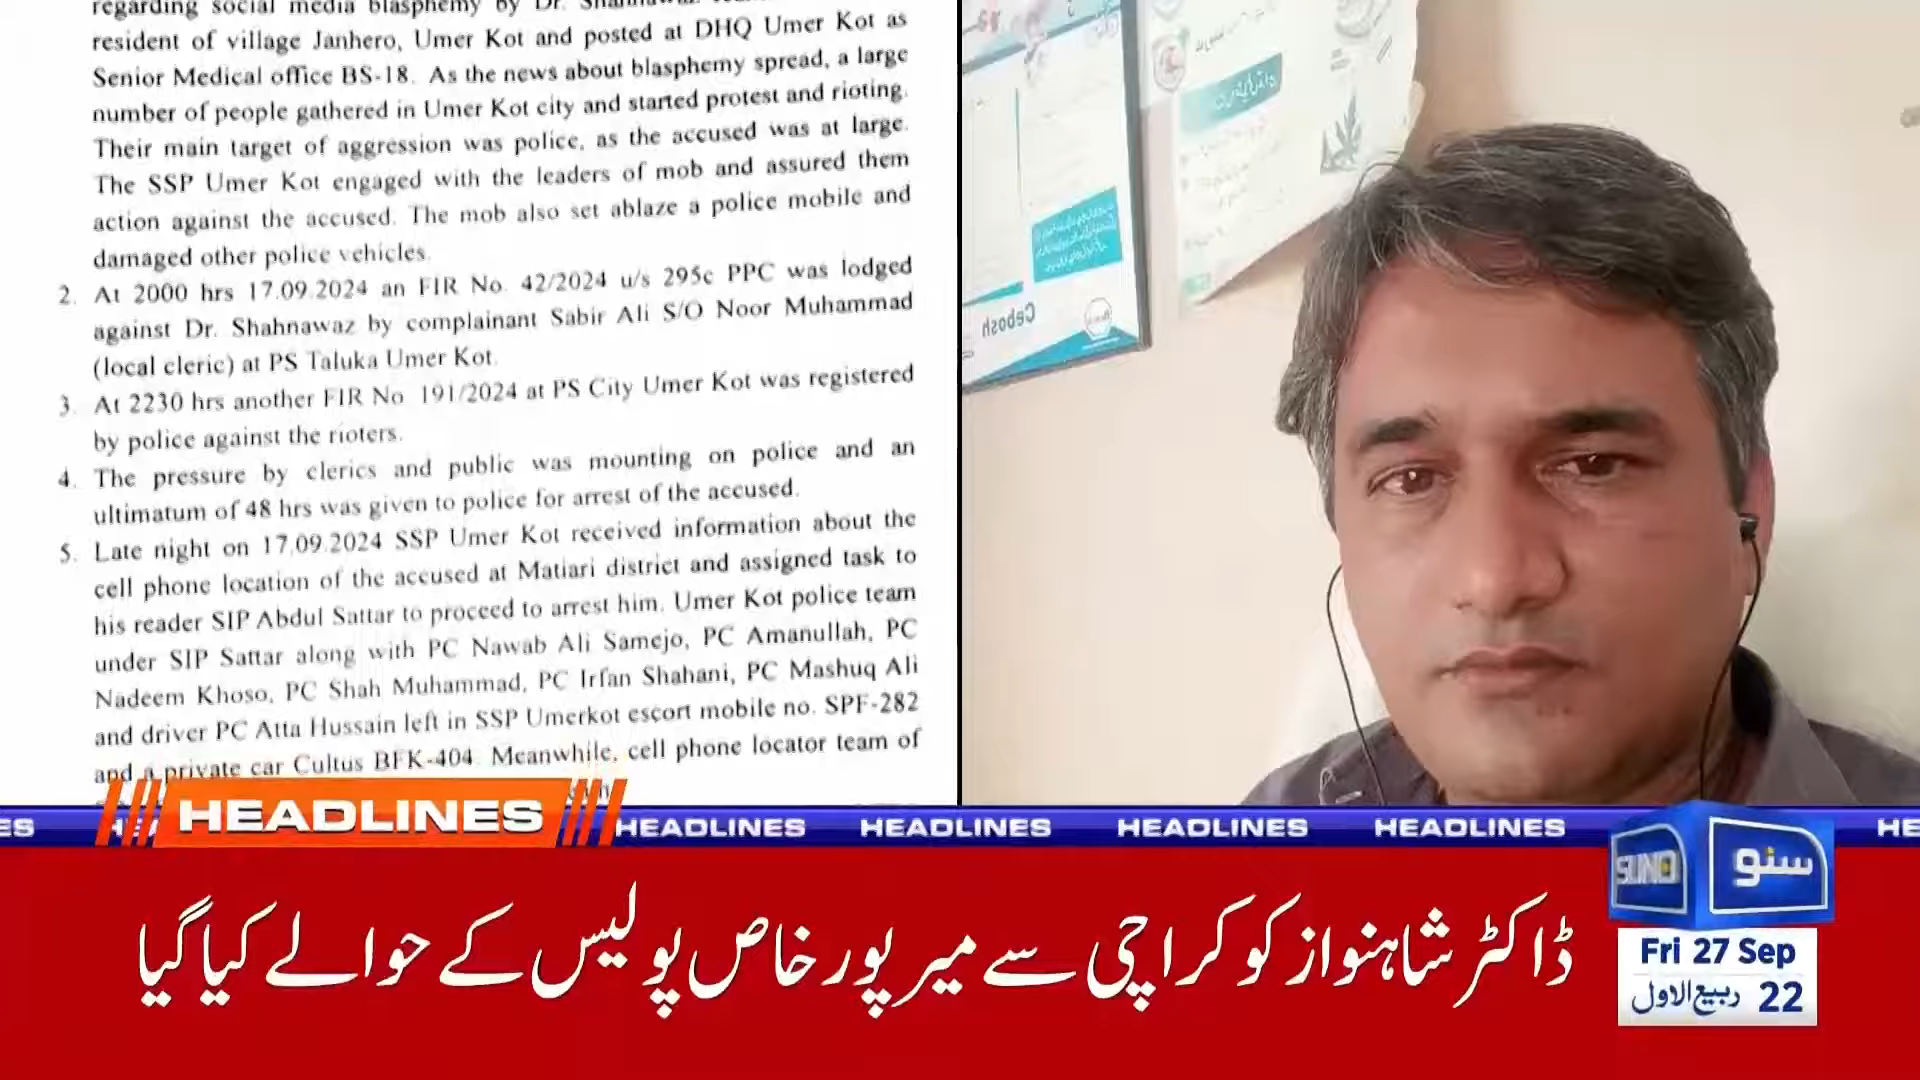 regarding social media blasphemy by Dr.
resident of village Janhero, Umer Kot and posted at DHQ Umer Kot as
Senior Medical office BS-18. As the news about blasphemy spread, a large
number of people gathered in Umer Kot city and started protest and rioting.
Their main target of aggression was police, as the accused was at large.
The SSP Umer Kot engaged with the leaders of mob and assured them
action against the accused. The mob also set ablaze a police mobile and
damaged other police vehicles.
2. At 2000 hrs 17.09.2024 an FIR No. 42/2024 u/s 295c PPC was lodged
against Dr. Shahnawaz by complainant Sabir Ali S/O Noor Muhammad
(local cleric) at PS Taluka Umer Kot.
3. At 2230 hrs another FIR No. 191/2024 at PS City Umer Kot was registered
by police against the rioters.
4. The pressure by clerics and public was mounting on police and an
ultimatum of 48 hrs was given to police for arrest of the accused.
5. Late night on 17.09.2024 SSP Umer Kot received information about the
cell phone location of the accused at Matiari district and assigned task to
his reader SIP Abdul Sattar to proceed to arrest him. Umer Kot police team
under SIP Sattar along with PC Nawab Ali Samejo, PC Amanullah, PC
Nadeem Khoso, PC Shah Muhammad, PC Irfan Shahani, PC Mashuq Ali
and driver PC Atta Hussain left in SSP Umerkot escort mobile no. SPF-282
and a private car Cultus BFK-404. Meanwhile, cell phone locator team of
Cebosh
HEADLINES
HEADLINES HEADLINES HEADLINES HEADLINES
SUNO سنو
ڈاکٹر شاہنواز کو کراچی سے میرپور خاص پولیس کے حوالے کیا گیا
Fri 27 Sep
22 ربیع الاول